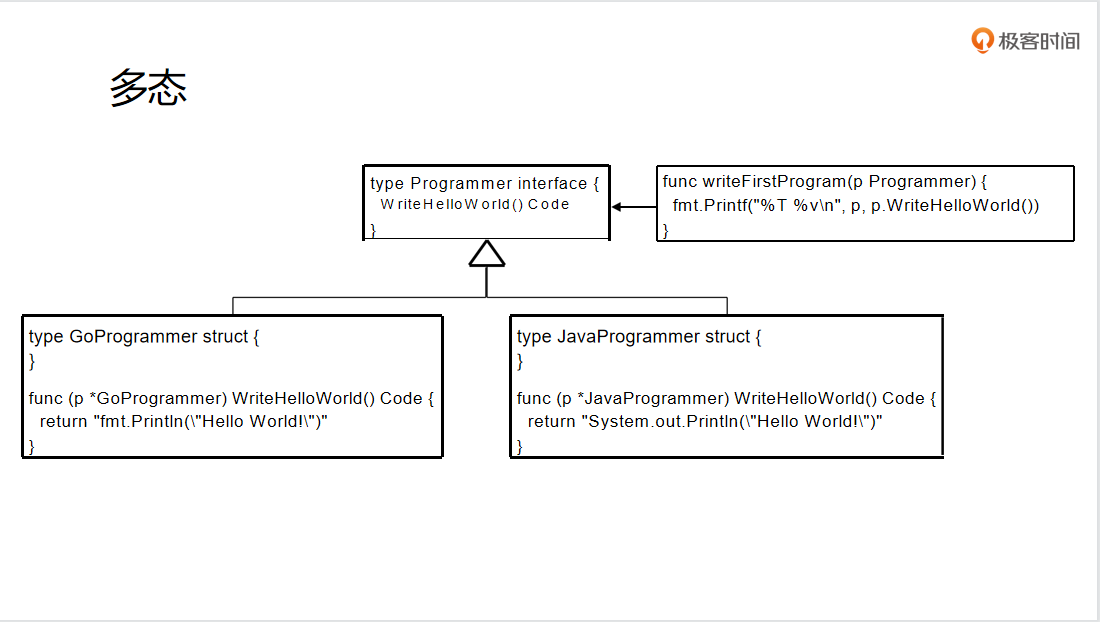 极客时间
多态
type Programmer interface {
WriteHelloWorld() Code
}
func writeFirstProgram(p Programmer) {
fmt.Printf("%T %v\n", p, p.WriteHelloWorld())
}
type GoProgrammer struct {
}
func (p *GoProgrammer) WriteHelloWorld() Code {
return "fmt.Println(\"Hello World!\")"
}
type JavaProgrammer struct {
}
func (p *JavaProgrammer) WriteHelloWorld() Code {
return "System.out.Println(\"Hello World!\")"
}